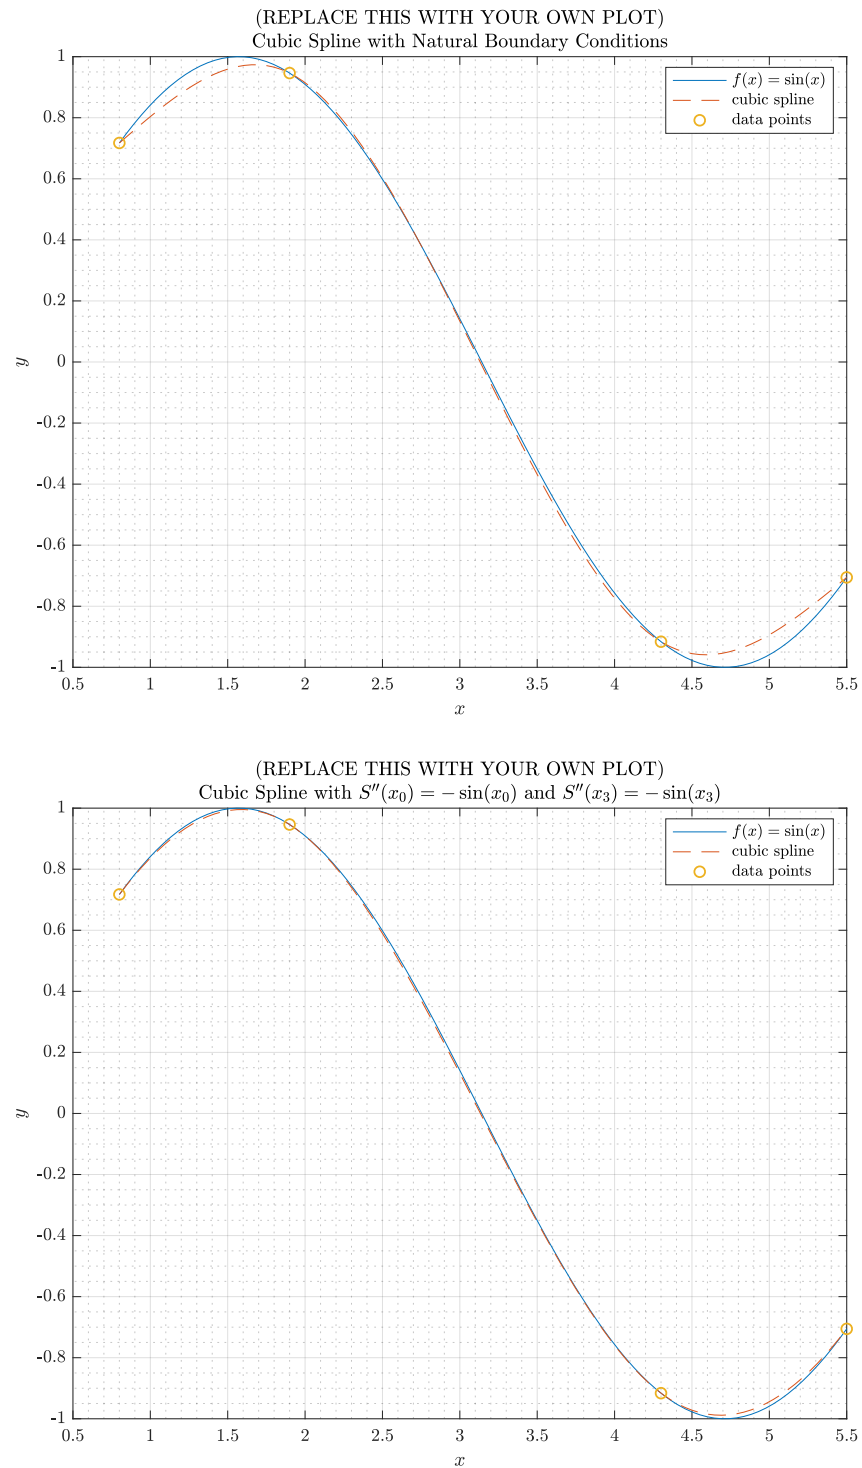 (REPLACE THIS WITH YOUR OWN PLOT)
Cubic Spline with Natural Boundary Conditions
f(x) = sin(x)
cubic spline
data points
1
0.8
0.6
0.4
0.2
0
-0.2
-0.4
-0.6
-0.8
-1
y
0.5 1 1.5 2 2.5 3 3.5 4 4.5 5 5.5
x
(REPLACE THIS WITH YOUR OWN PLOT)
Cubic Spline with S''(x₀) = − sin(x₀) and S''(x₃) = − sin(x₃)
f(x) = sin(x)
cubic spline
data points
1
0.8
0.6
0.4
0.2
0
-0.2
-0.4
-0.6
-0.8
-1
y
0.5 1 1.5 2 2.5 3 3.5 4 4.5 5 5.5
x